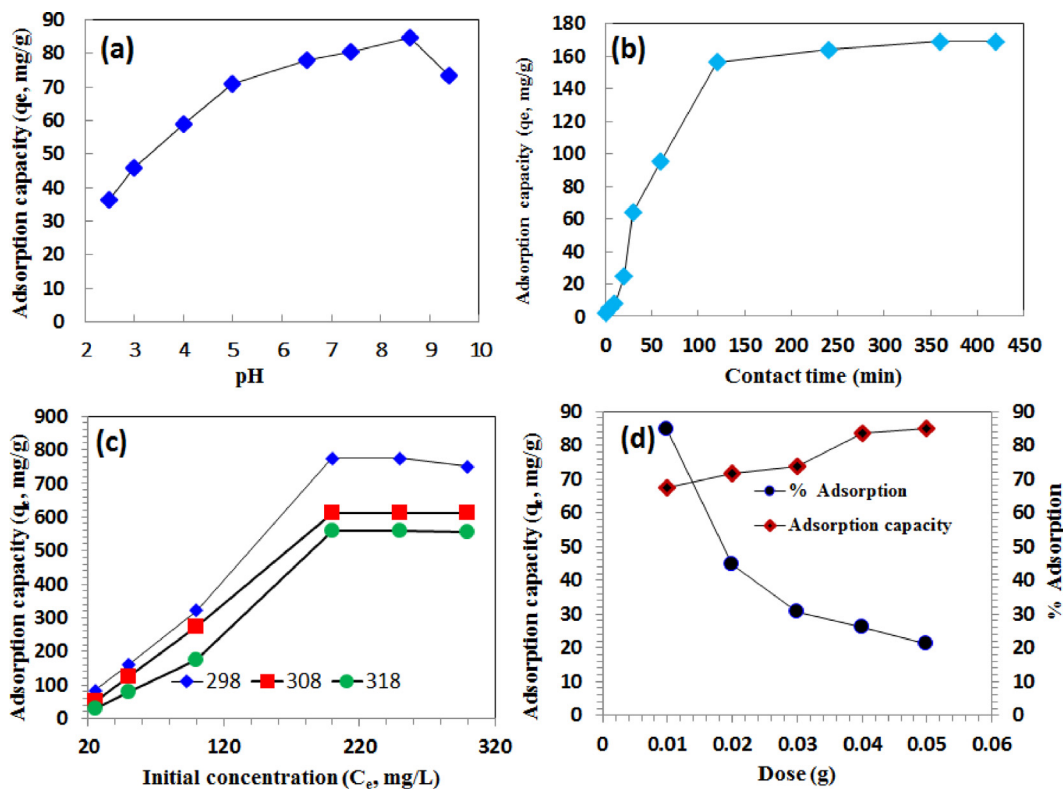 (a)
Adsorption capacity (qe, mg/g)
90
80
70
60
50
40
30
20
10
0
2 3 4 5 6 7 8 9 10
pH
(b)
Adsorption capacity (qe, mg/g)
180
160
140
120
100
80
60
40
20
0
0 50 100 150 200 250 300 350 400 450
Contact time (min)
(c)
Adsorption capacity (qe, mg/g)
900
800
700
600
500
400
300
200
100
0
298 308 318
20 120 220 320
Initial concentration (Ce, mg/L)
(d)
Adsorption capacity (qe, mg/g)
90
80
70
60
50
40
30
20
10
0
% Adsorption
Adsorption capacity
90
80
70
60
50
40
30
20
10
0
% Adsorption
0 0.01 0.02 0.03 0.04 0.05 0.06
Dose (g)